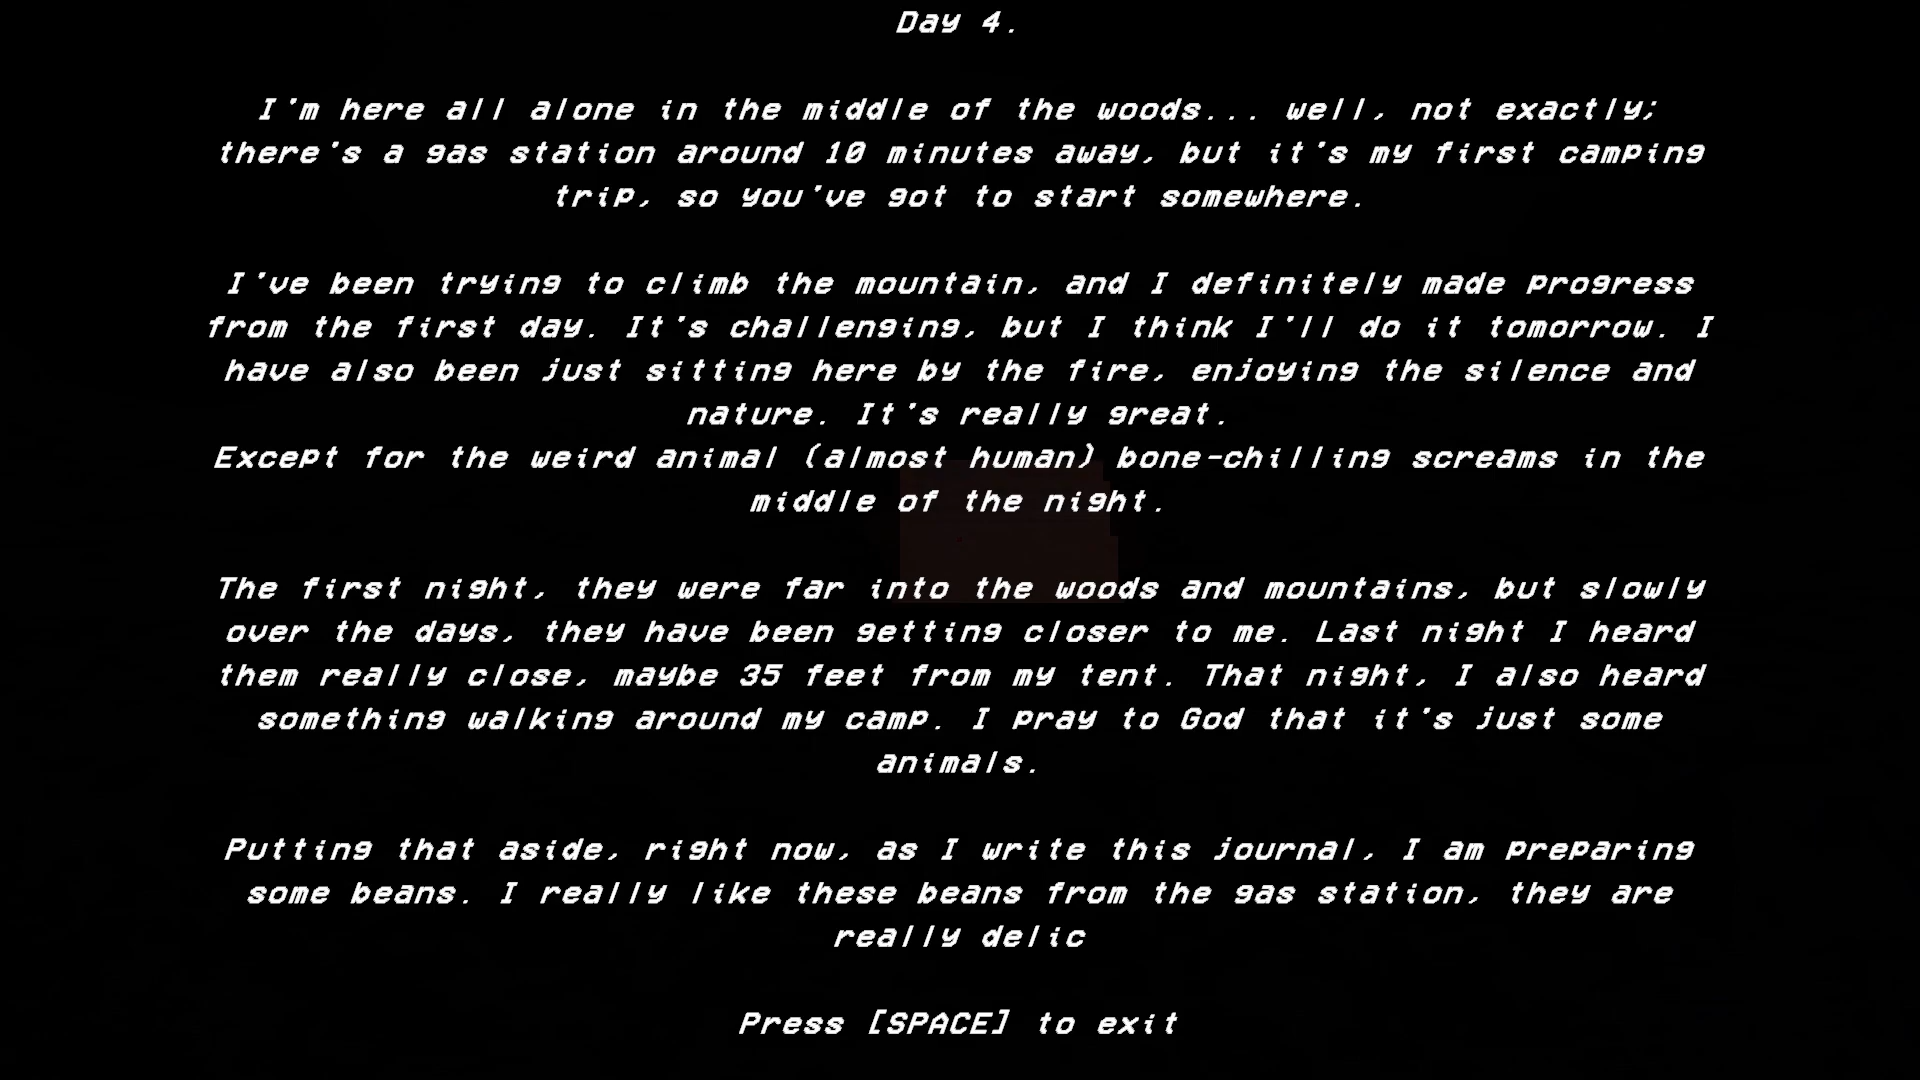 Day 4.
I'm here all alone in the middle of the woods... well, not exactly;
there's a gas station around 10 minutes away, but it's my first camping
trip, so you've got to start somewhere.
I've been trying to climb the mountain, and I definitely made progress
from the first day. It's challenging, but I think I'll do it tomorrow. I
have also been just sitting here by the fire, enjoying the silence and
nature. It's really great.
Except for the weird animal (almost human) bone-chilling screams in the
middle of the night.
The first night, they were far into the woods and mountains, but slowly
over the days, they have been getting closer to me. Last night I heard
them really close, maybe 35 feet from my tent. That night, I also heard
something walking around my camp. I pray to God that it's just some
animals.
Putting that aside, right now, as I write this journal, I am preparing
some beans. I really like these beans from the gas station, they are
really delic
Press [SPACE] to exit